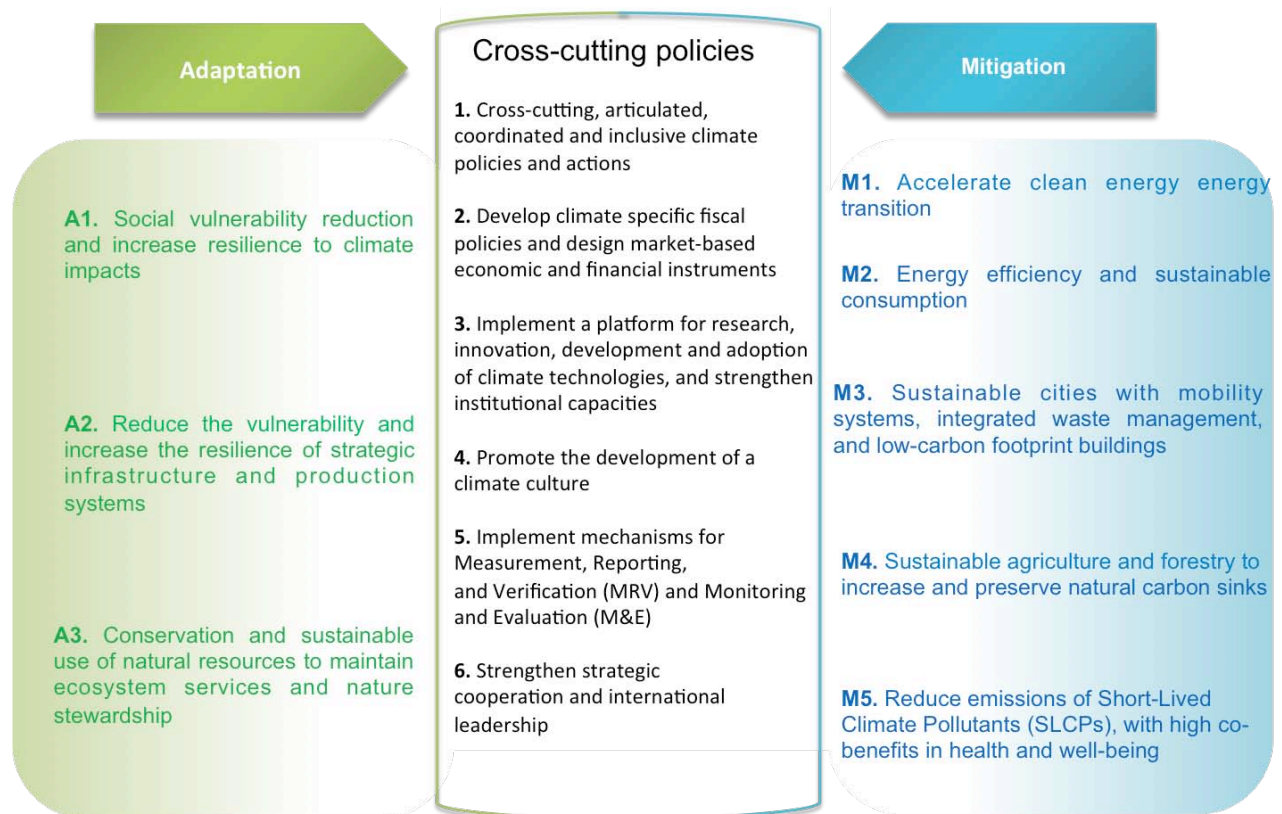 Adaptation
A1. Social vulnerability reduction
and increase resilience to climate
impacts
A2. Reduce the vulnerability and
increase the resilience of strategic
infrastructure and production
systems
A3. Conservation and sustainable
use of natural resources to maintain
ecosystem services and nature
stewardship
Cross-cutting policies
1. Cross-cutting, articulated,
coordinated and inclusive climate
policies and actions
2. Develop climate specific fiscal
policies and design market-based
economic and financial instruments
3. Implement a platform for research,
innovation, development and adoption
of climate technologies, and strengthen
institutional capacities
4. Promote the development of a
climate culture
5. Implement mechanisms for
Measurement, Reporting,
and Verification (MRV) and Monitoring
and Evaluation (M&E)
6. Strengthen strategic
cooperation and international
leadership
Mitigation
M1. Accelerate clean energy energy
transition
M2. Energy efficiency and sustainable
consumption
M3. Sustainable cities with mobility
systems, integrated waste management,
and low-carbon footprint buildings
M4. Sustainable agriculture and forestry to
increase and preserve natural carbon sinks
M5. Reduce emissions of Short-Lived
Climate Pollutants (SLCPs), with high co-
benefits in health and well-being